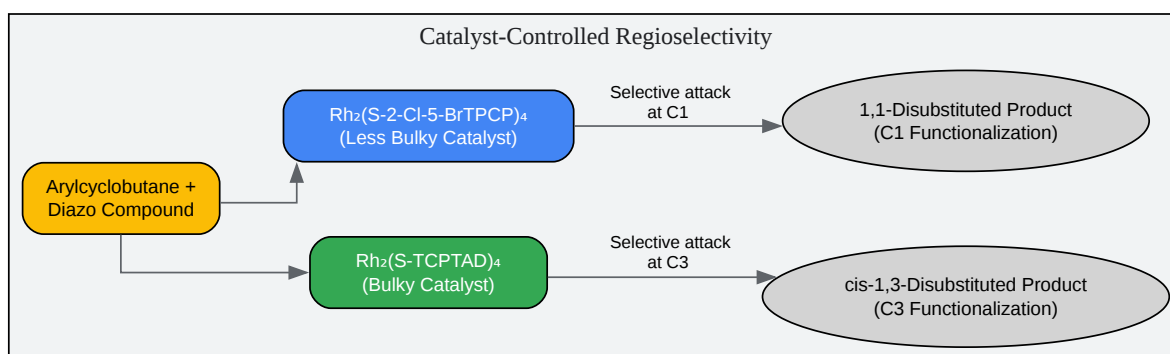 Catalyst-Controlled Regioselectivity
Rh₂(S-2-Cl-5-BrTPCP)₄
(Less Bulky Catalyst)
Selective attack
at C1
1,1-Disubstituted Product
(C1 Functionalization)
Arylcyclobutane +
Diazo Compound
Rh₂(S-TCPTAD)₄
(Bulky Catalyst)
Selective attack
at C3
cis-1,3-Disubstituted Product
(C3 Functionalization)